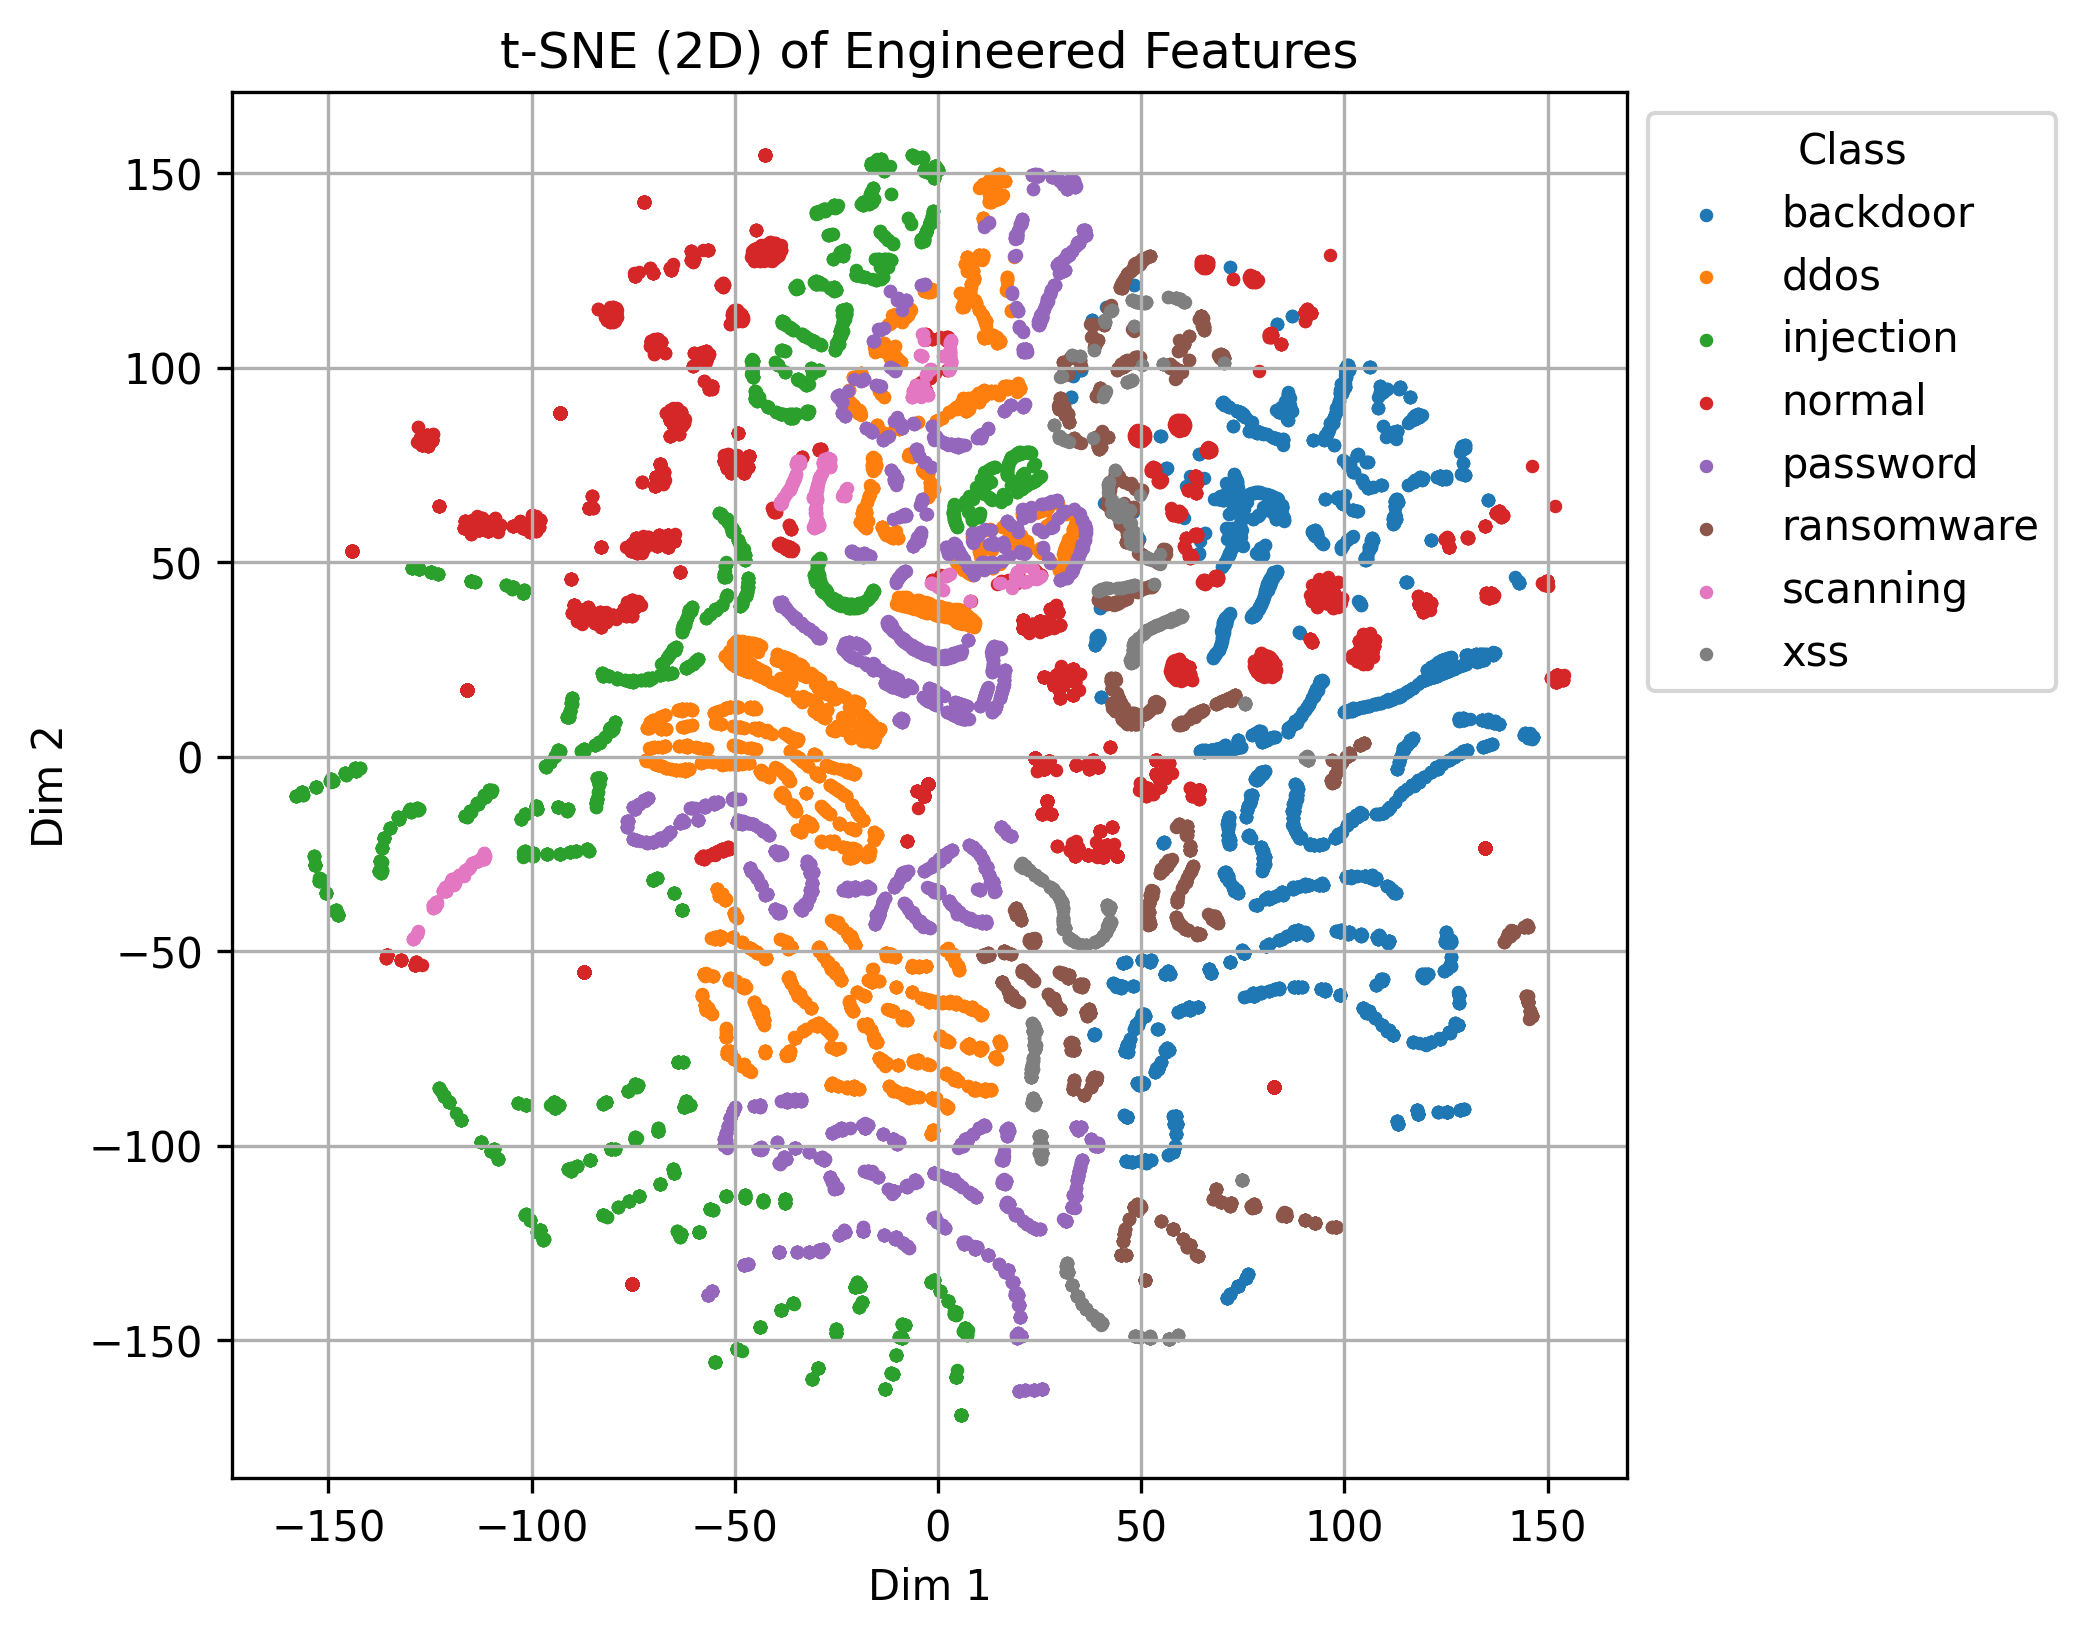 t-SNE (2D) of Engineered Features
Class
backdoor
ddos
injection
normal
password
ransomware
scanning
xss
150
100
50
0
−50
−100
−150
Dim 2
−150
−100
−50
0
50
100
150
Dim 1